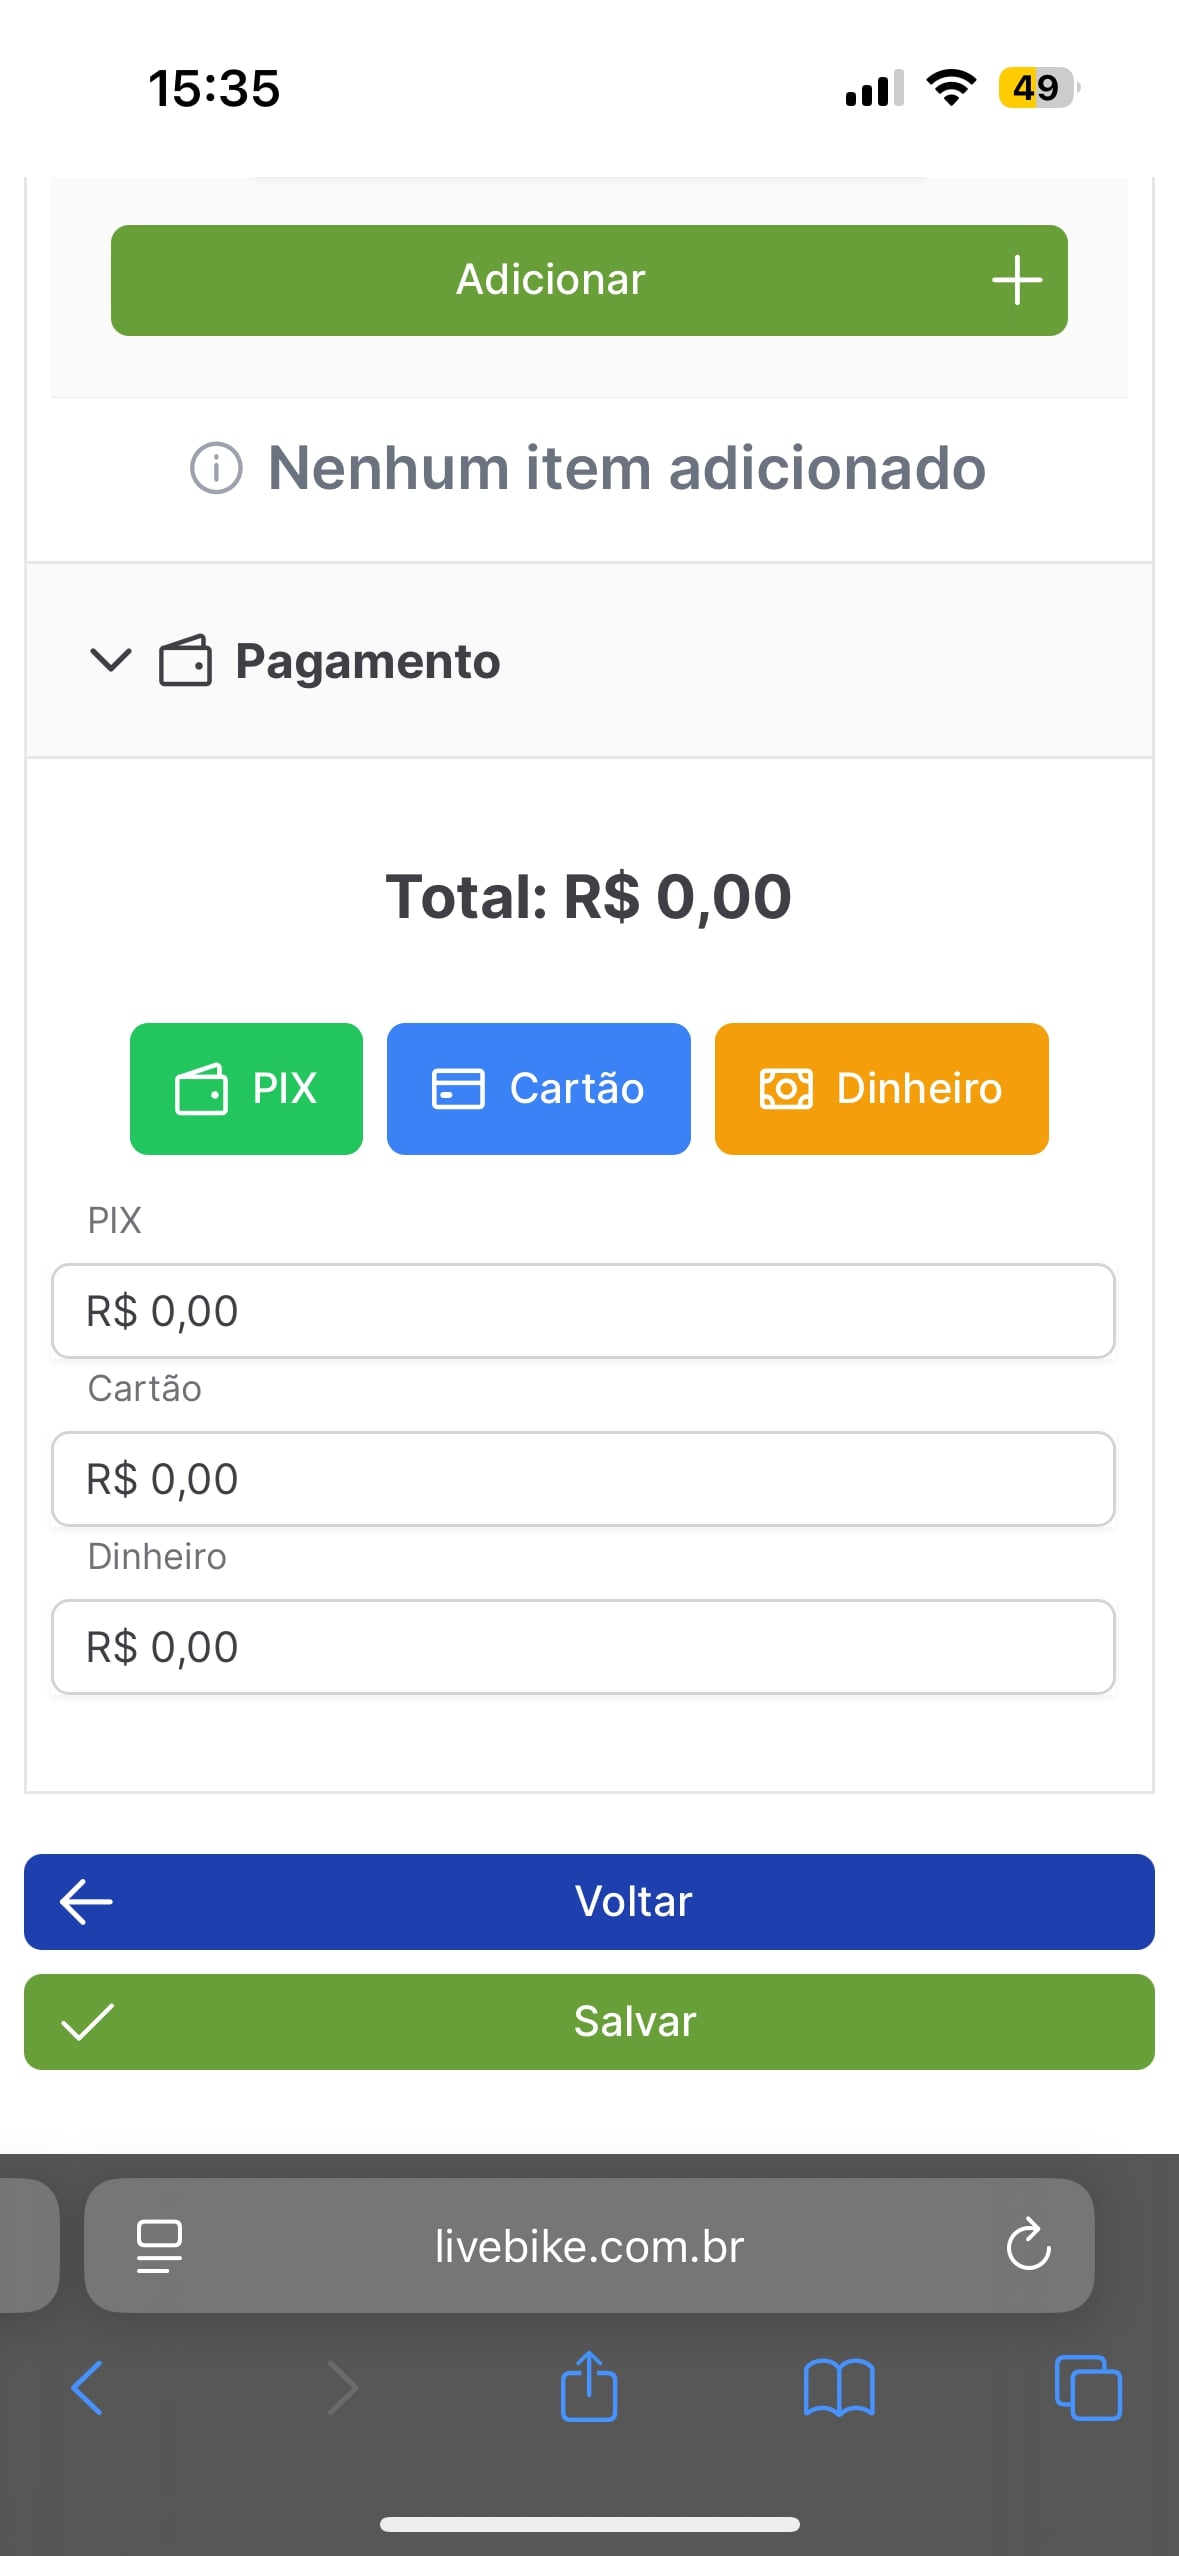 15:35
49
Adicionar
Nenhum item adicionado
Pagamento
Total: R$ 0,00
PIX
Cartão
Dinheiro
PIX
R$ 0,00
Cartão
R$ 0,00
Dinheiro
R$ 0,00
Voltar
Salvar
livebike.com.br